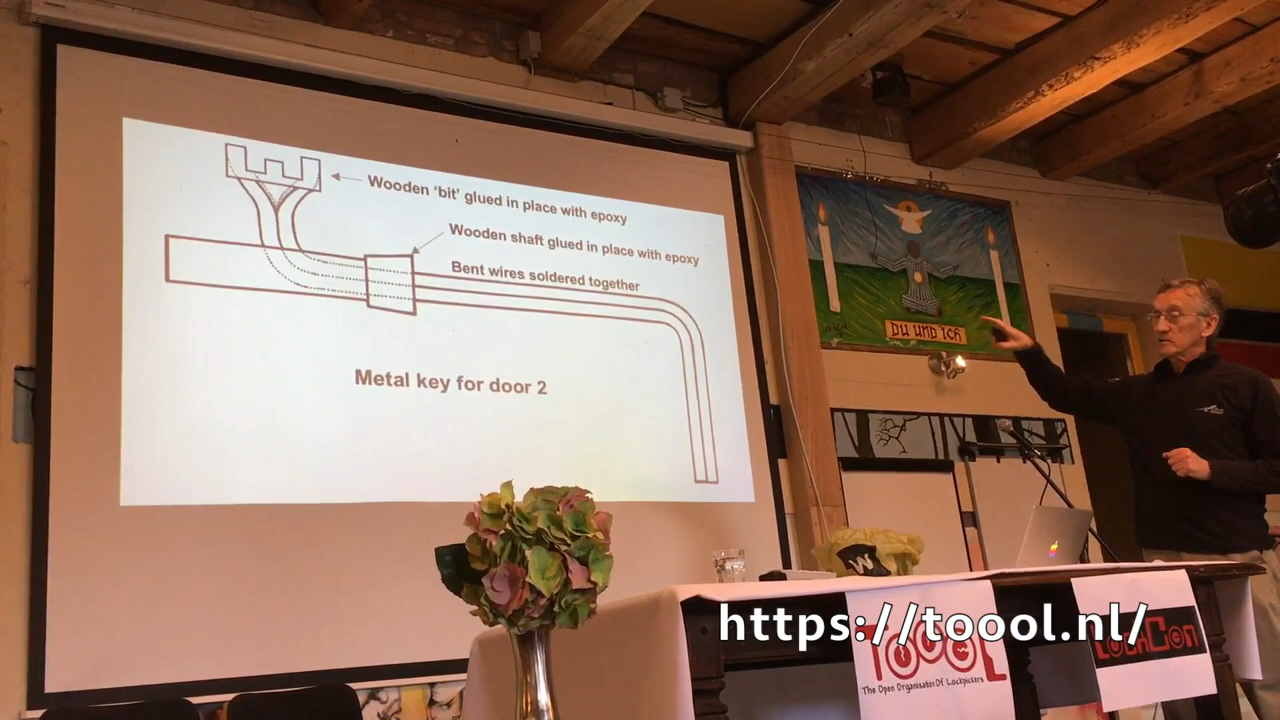 Wooden ‘bit’ glued in place with epoxy
Wooden shaft glued in place with epoxy
Bent wires soldered together
Metal key for door 2
DU UND ICH
W
https://toool.nl/
TOOOL
The Open Organisation Of Lockpickers
LockCon